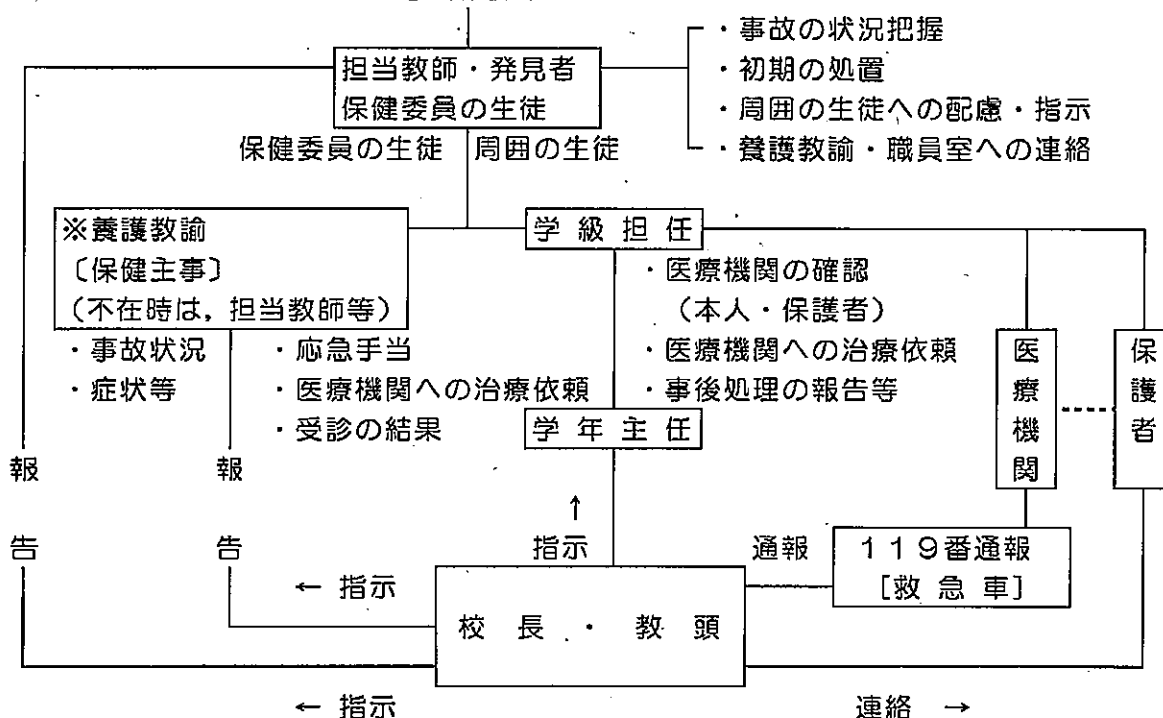 ・事故の状況把握
担当教師・発見者
・初期の処置
保健委員の生徒
・周囲の生徒への配慮・指示
保健委員の生徒 周囲の生徒
・養護教諭・職員室への連絡
※養護教諭
〔保健主事〕
（不在時は，担当教師等）
学級担任
・医療機関の確認
（本人・保護者）
・医療機関への治療依頼
・事後処理の報告等
・事故状況
・症状等
・応急手当
・医療機関への治療依頼
・受診の結果
学年主任
医療機関
保護者
報告
報告
↑
指示
通報
１１９番通報
［救急車］
← 指示
校長・教頭
← 指示
連絡 →